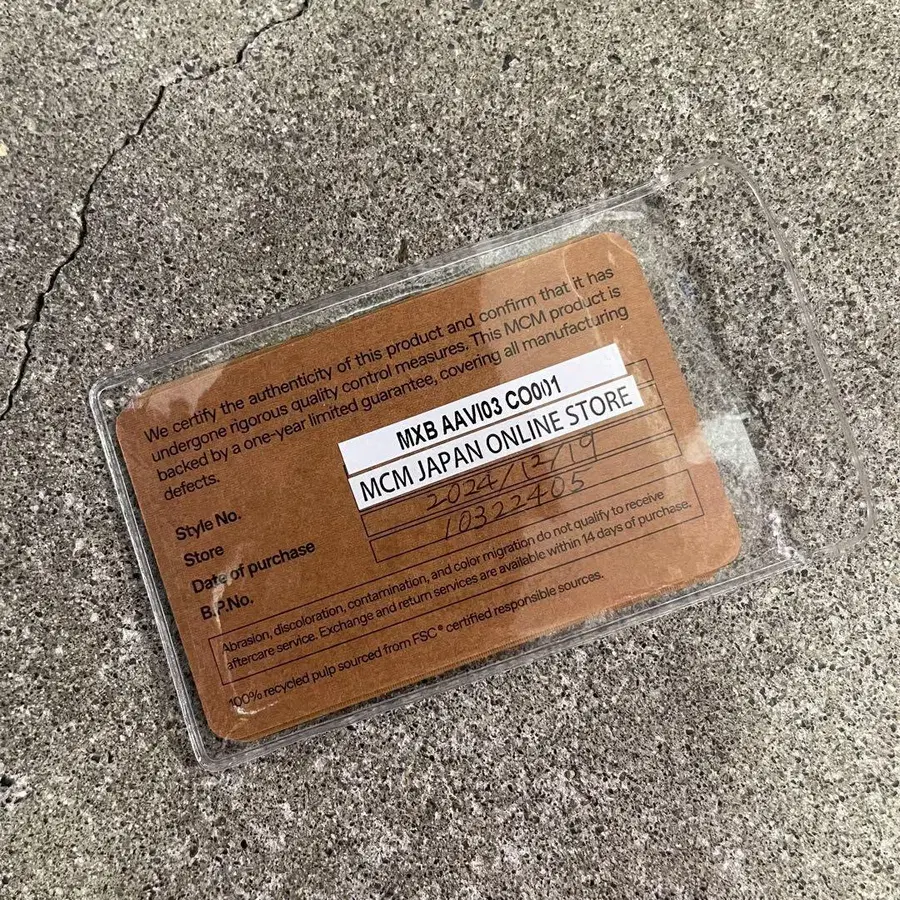 We certify the authenticity of this product and confirm that it has
undergone rigorous quality control measures. This MCM product is
backed by a one-year limited guarantee, covering all manufacturing
defects.
Style No. MXB AAVI03 CO001
Store MCM JAPAN ONLINE STORE
Date of purchase 2024/12/19
B.P.No. 10322405
Abrasion, discoloration, contamination, and color migration do not qualify to receive
aftercare service. Exchange and return services are available within 14 days of purchase.
100% recycled pulp sourced from FSC® certified responsible sources.